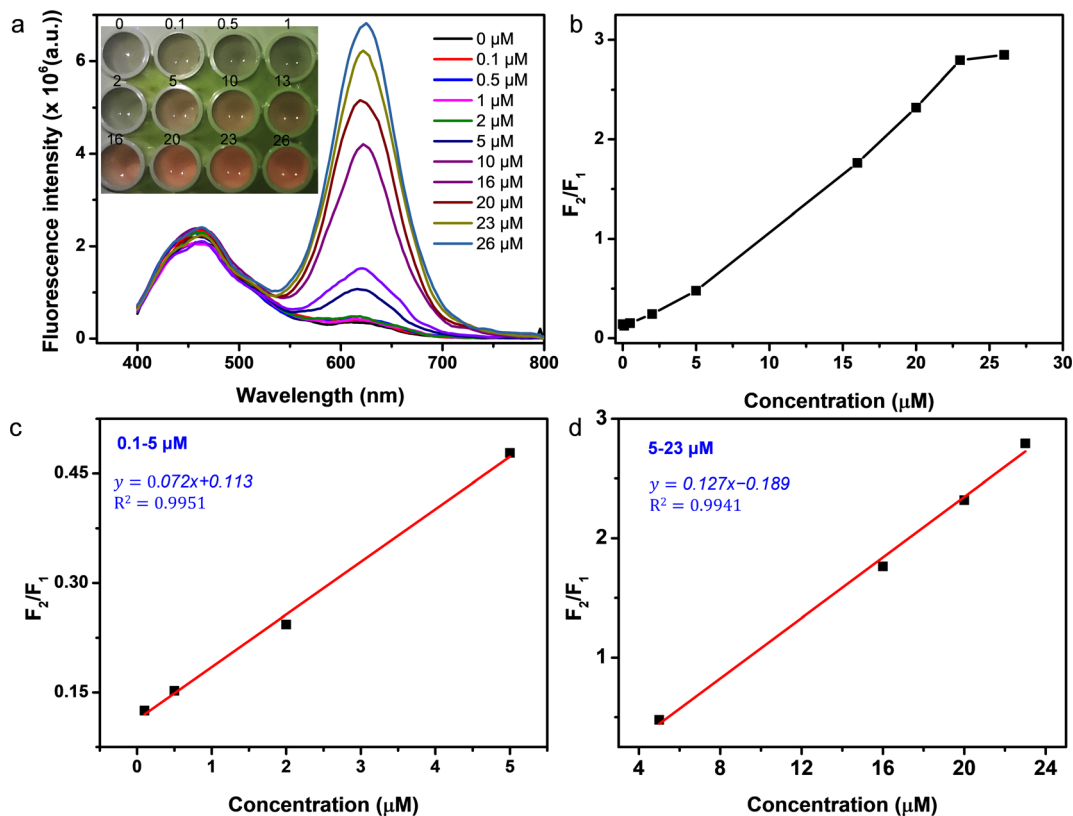 a
0 0.1 0.5 1
2 5 10 13
16 20 23 26
0 μM
0.1 μM
0.5 μM
1 μM
2 μM
5 μM
10 μM
16 μM
20 μM
23 μM
26 μM
6
4
2
0
Fluorescence intensity (x 10⁶(a.u.)
400 500 600 700 800
Wavelength (nm)
b
3
2
1
0
F₂/F₁
0 5 10 15 20 25 30
Concentration (μM)
c
0.1-5 μM
y = 0.072x+0.113
R² = 0.9951
0.45
0.30
0.15
F₂/F₁
0 1 2 3 4 5
Concentration (μM)
d
5-23 μM
y = 0.127x−0.189
R² = 0.9941
3
2
1
F₂/F₁
4 8 12 16 20 24
Concentration (μM)